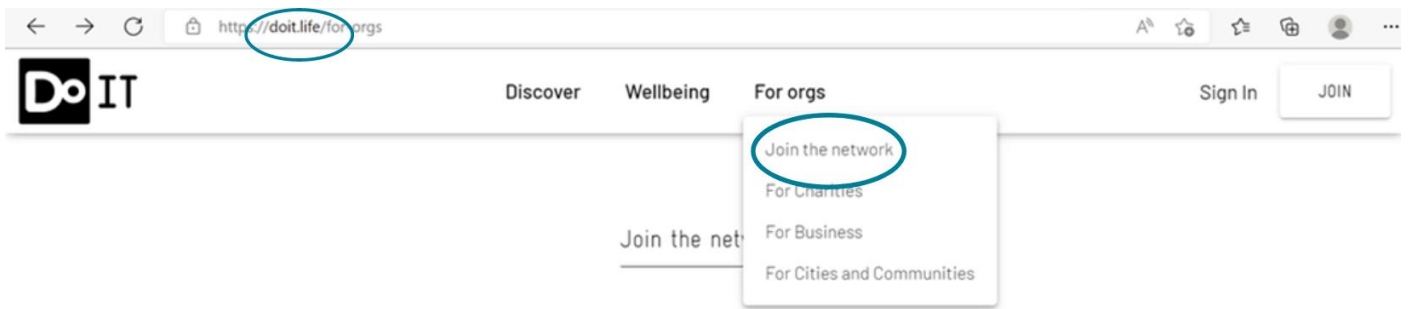 https://doit.life/for-orgs
Do IT
Discover Wellbeing For orgs Sign In JOIN
Join the network
For Charities
Join the net
For Business
For Cities and Communities